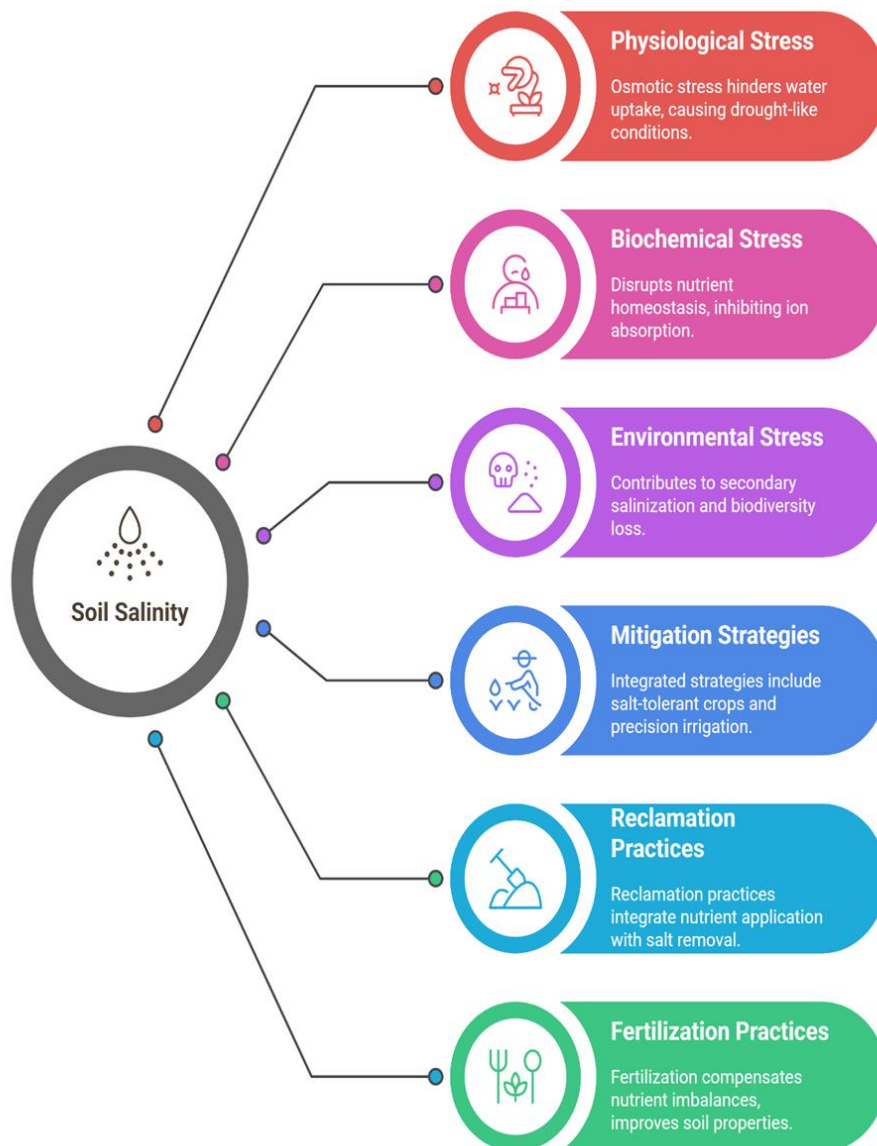 Physiological Stress
Osmotic stress hinders water
uptake, causing drought-like
conditions.
Biochemical Stress
Disrupts nutrient
homeostasis, inhibiting ion
absorption.
Environmental Stress
Contributes to secondary
salinization and biodiversity
loss.
Soil Salinity
Mitigation Strategies
Integrated strategies include
salt-tolerant crops and
precision irrigation.
Reclamation
Practices
Reclamation practices
integrate nutrient application
with salt removal.
Fertilization Practices
Fertilization compensates
nutrient imbalances,
improves soil properties.